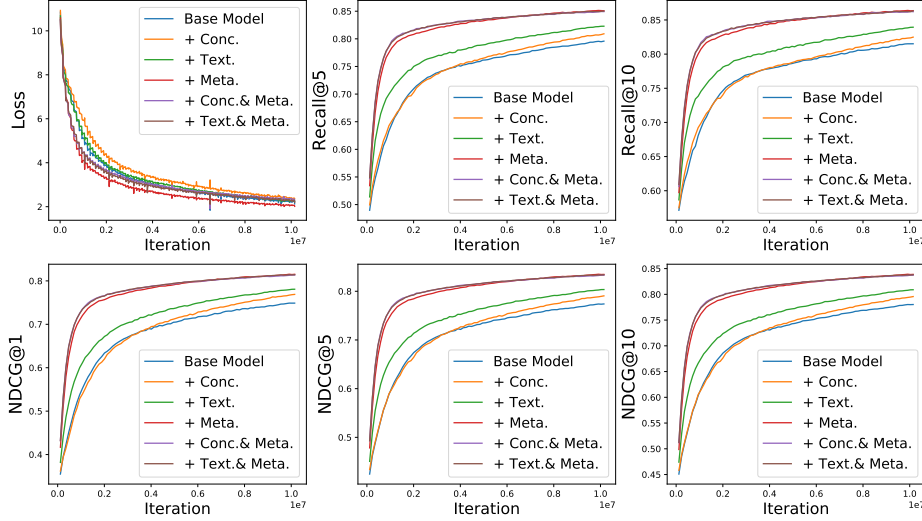 Loss
10
8
6
4
2
Base Model
+ Conc.
+ Text.
+ Meta.
+ Conc.& Meta.
+ Text.& Meta.
0.0 0.2 0.4 0.6 0.8 1.0
Iteration 1e7
Recall@5
0.85
0.80
0.75
0.70
0.65
0.60
0.55
0.50
Base Model
+ Conc.
+ Text.
+ Meta.
+ Conc.& Meta.
+ Text.& Meta.
0.0 0.2 0.4 0.6 0.8 1.0
Iteration 1e7
Recall@10
0.85
0.80
0.75
0.70
0.65
0.60
Base Model
+ Conc.
+ Text.
+ Meta.
+ Conc.& Meta.
+ Text.& Meta.
0.0 0.2 0.4 0.6 0.8 1.0
Iteration 1e7
NDCG@1
0.8
0.7
0.6
0.5
0.4
Base Model
+ Conc.
+ Text.
+ Meta.
+ Conc.& Meta.
+ Text.& Meta.
0.0 0.2 0.4 0.6 0.8 1.0
Iteration 1e7
NDCG@5
0.8
0.7
0.6
0.5
Base Model
+ Conc.
+ Text.
+ Meta.
+ Conc.& Meta.
+ Text.& Meta.
0.0 0.2 0.4 0.6 0.8 1.0
Iteration 1e7
NDCG@10
0.85
0.80
0.75
0.70
0.65
0.60
0.55
0.50
0.45
Base Model
+ Conc.
+ Text.
+ Meta.
+ Conc.& Meta.
+ Text.& Meta.
0.0 0.2 0.4 0.6 0.8 1.0
Iteration 1e7